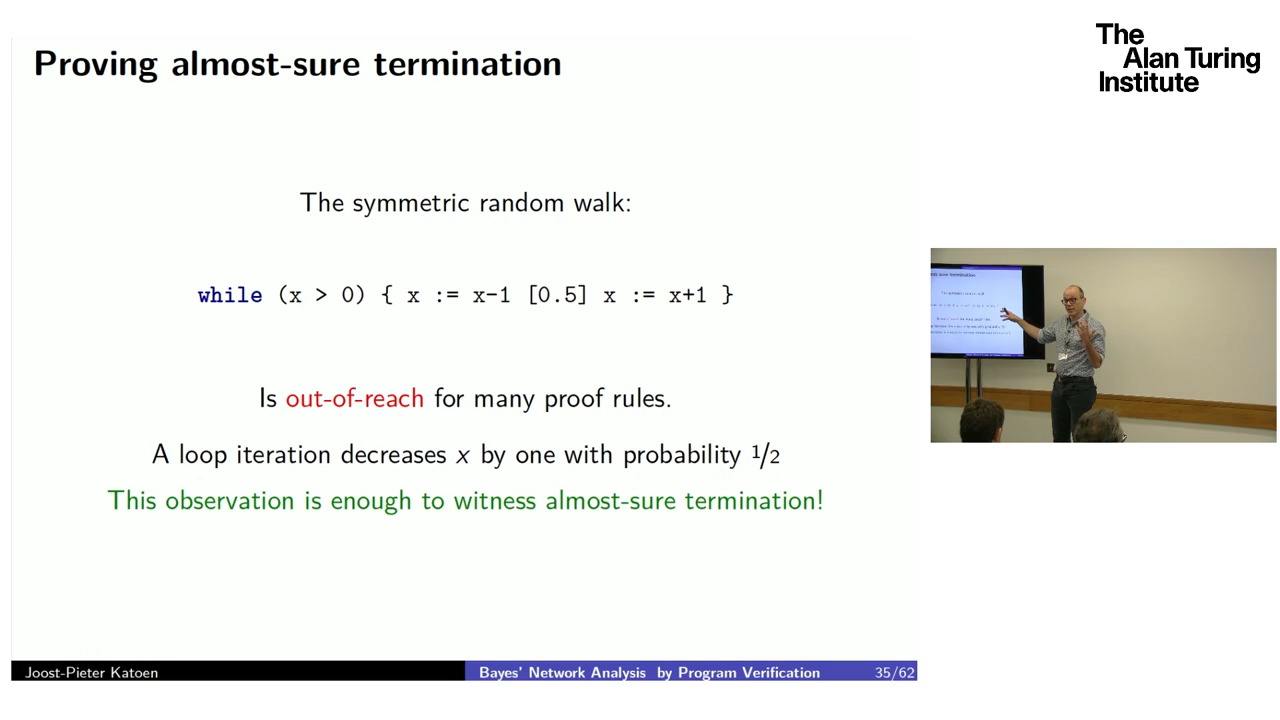 Proving almost-sure termination
The symmetric random walk:
while (x > 0) { x := x-1 [0.5] x := x+1 }
Is out-of-reach for many proof rules.
A loop iteration decreases x by one with probability 1/2
This observation is enough to witness almost-sure termination!
Joost-Pieter Katoen
Bayes' Network Analysis by Program Verification
35/62
The
Alan Turing
Institute